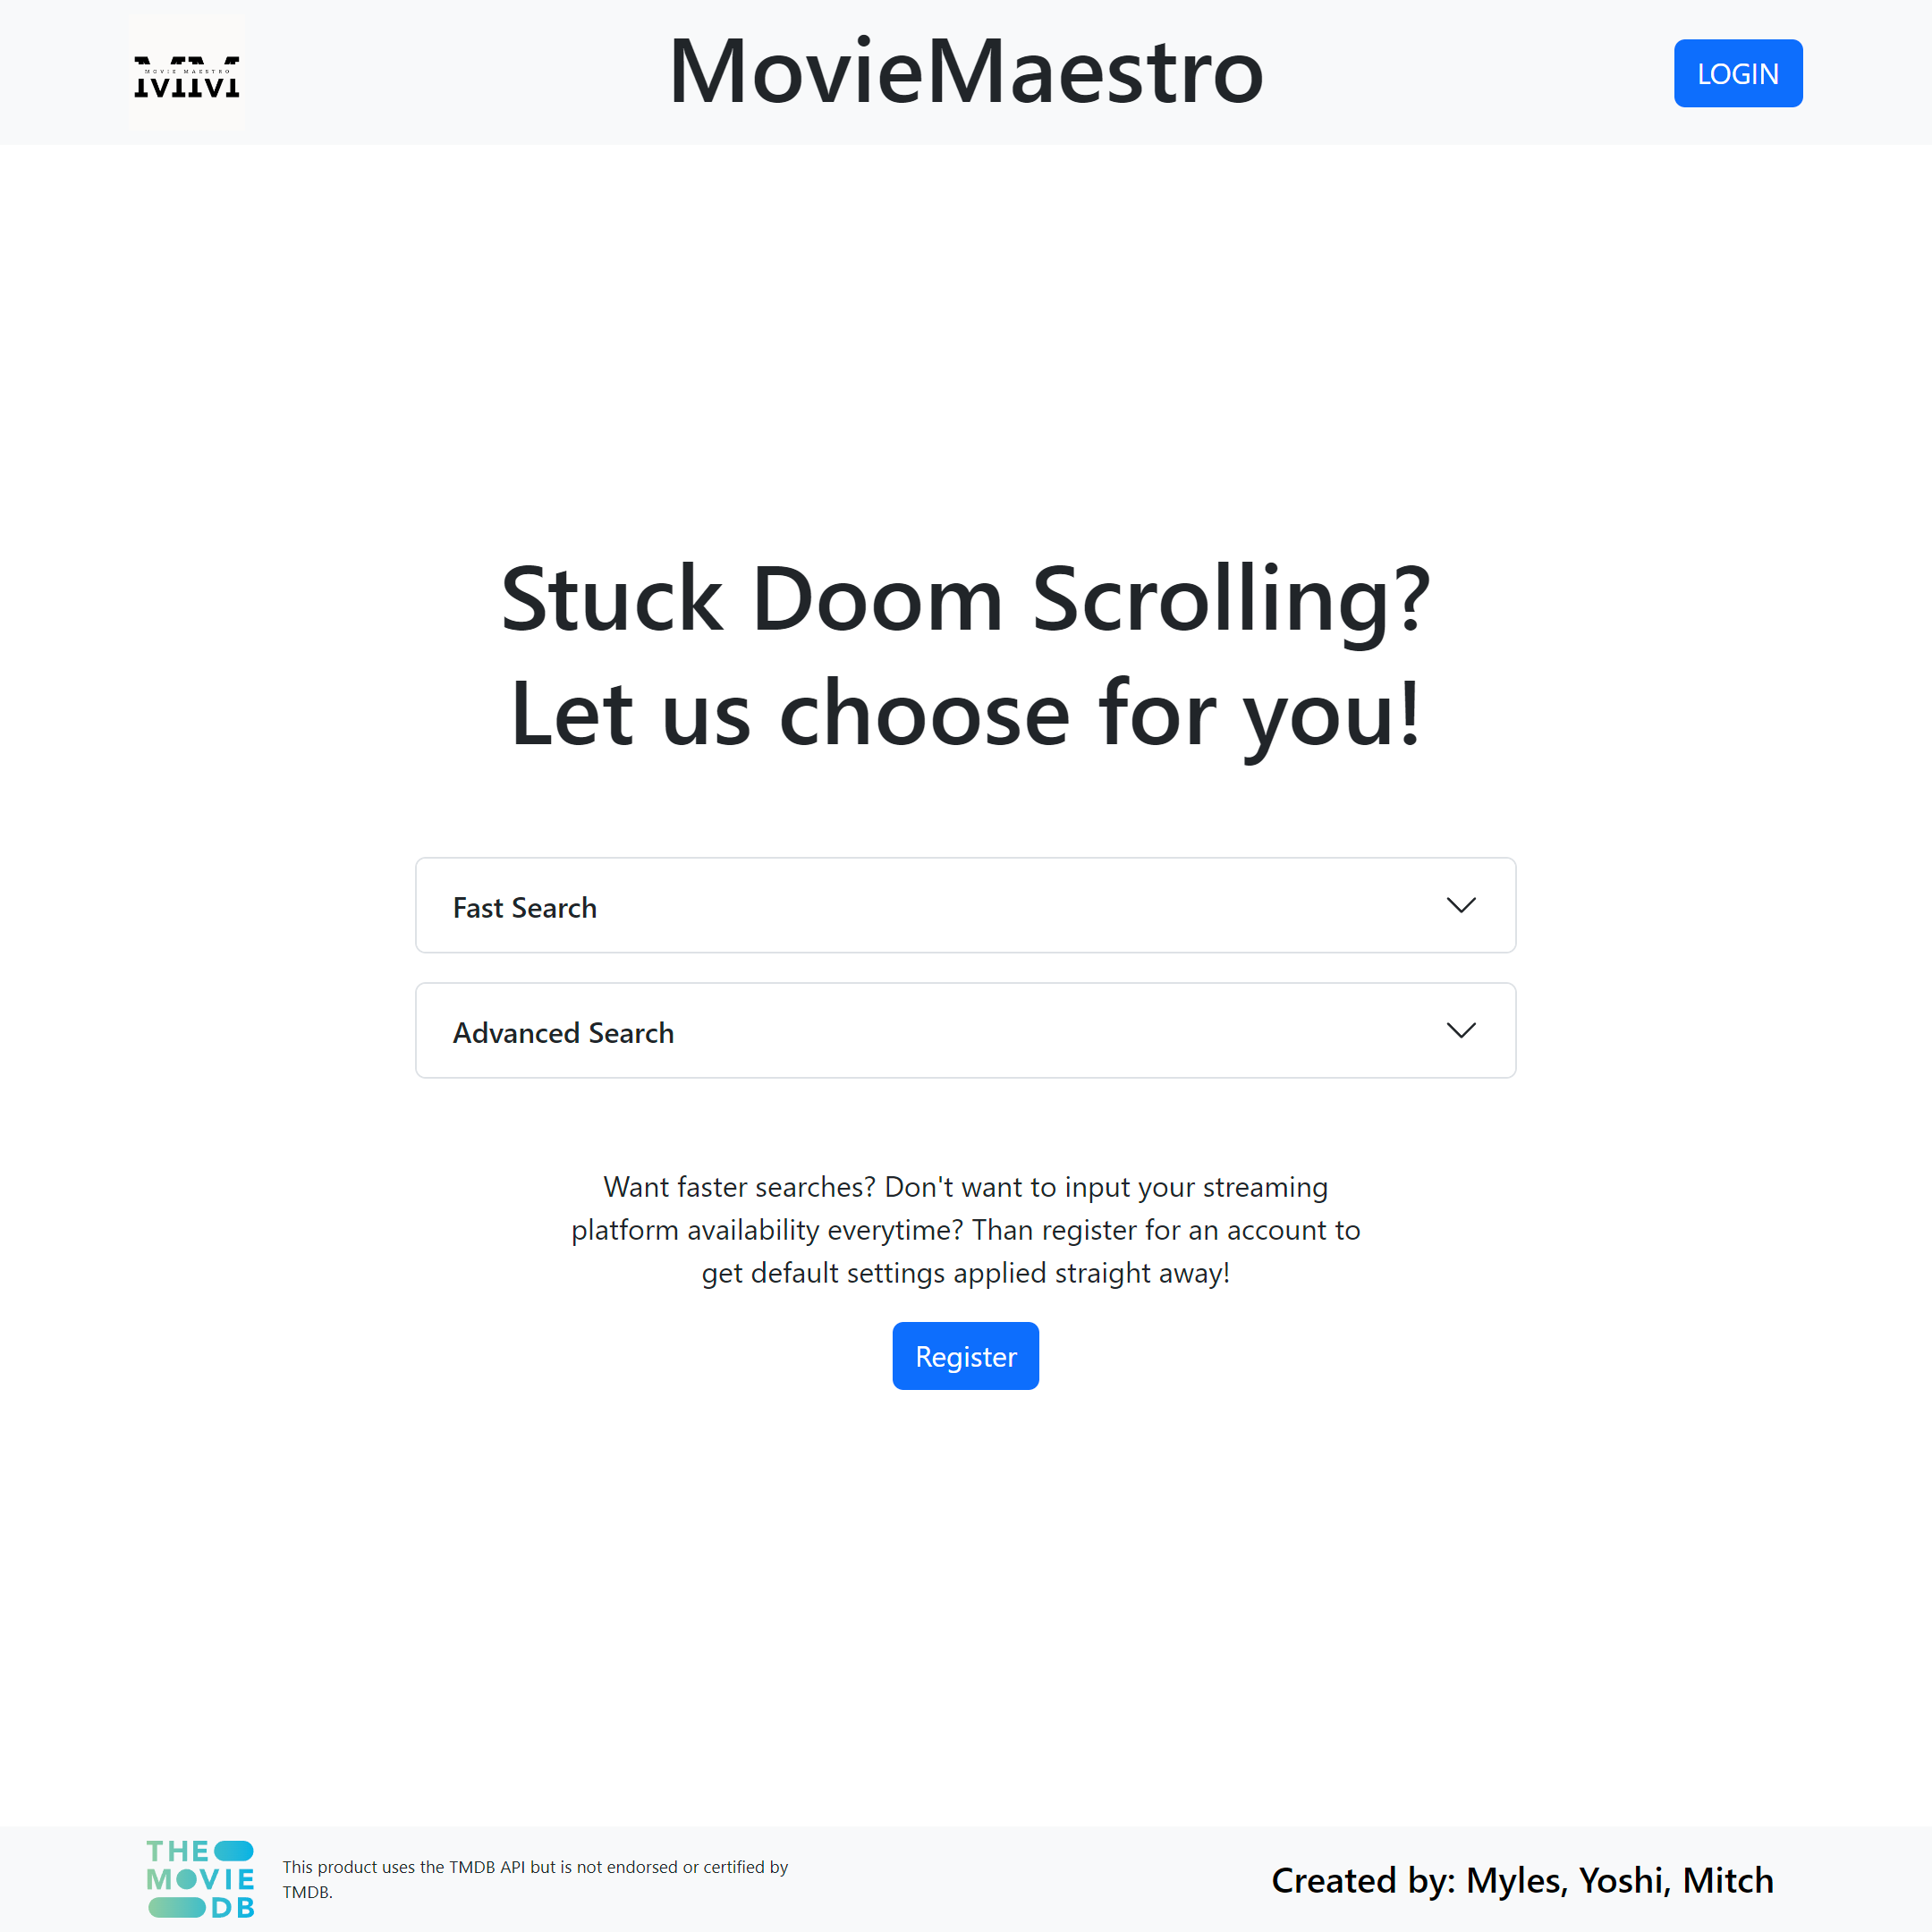 MM
MOVIE MAESTRO
MovieMaestro
LOGIN
Stuck Doom Scrolling?
Let us choose for you!
Fast Search
Advanced Search
Want faster searches? Don't want to input your streaming
platform availability everytime? Than register for an account to
get default settings applied straight away!
Register
THE
MOVIE
DB
This product uses the TMDB API but is not endorsed or certified by
TMDB.
Created by: Myles, Yoshi, Mitch